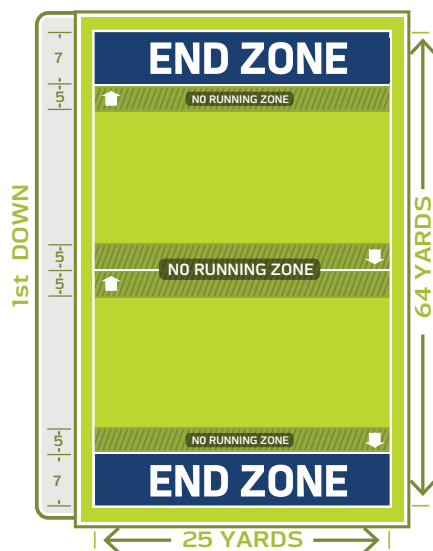 END ZONE
7
5
NO RUNNING ZONE
1st DOWN
64 YARDS
5
NO RUNNING ZONE
5
5
NO RUNNING ZONE
7
END ZONE
25 YARDS